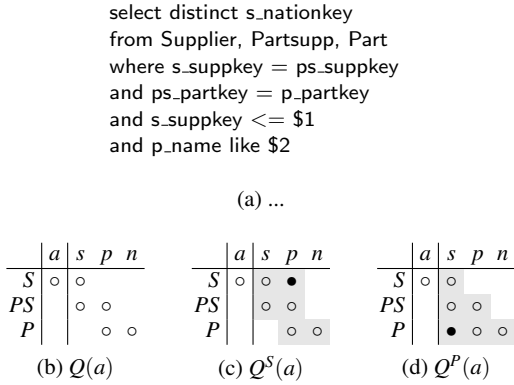 select distinct s_nationkey
from Supplier, Partsupp, Part
where s_suppkey = ps_suppkey
and ps_partkey = p_partkey
and s_suppkey <= $1
and p_name like $2
(a) ...
a s p n
S ○ ○
PS ○ ○
P ○ ○
(b) Q(a)
a s p n
S ○ ○ ●
PS ○ ○
P ○ ○
(c) Q^S(a)
a s p n
S ○ ○
PS ○ ○
P ● ○ ○
(d) Q^P(a)